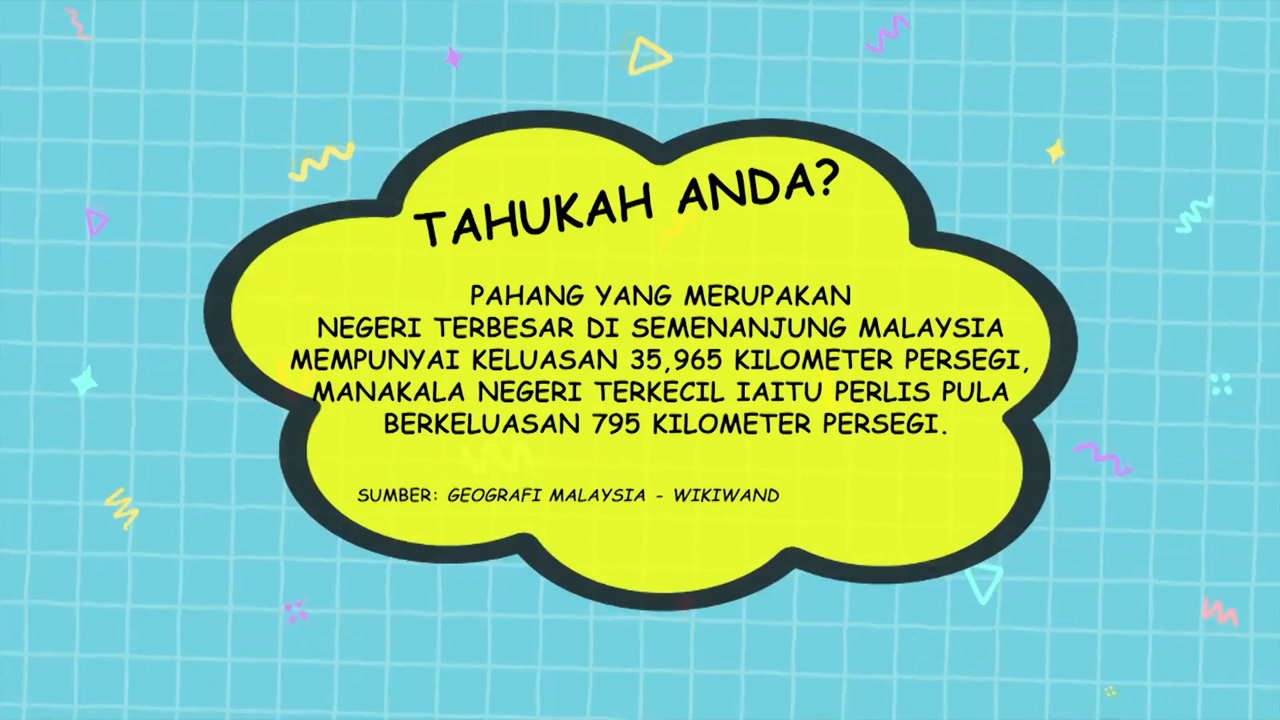 TAHUKAH ANDA?
PAHANG YANG MERUPAKAN
NEGERI TERBESAR DI SEMENANJUNG MALAYSIA
MEMPUNYAI KELUASAN 35,965 KILOMETER PERSEGI,
MANAKALA NEGERI TERKECIL IAITU PERLIS PULA
BERKELUASAN 795 KILOMETER PERSEGI.
SUMBER: GEOGRAFI MALAYSIA - WIKIWAND